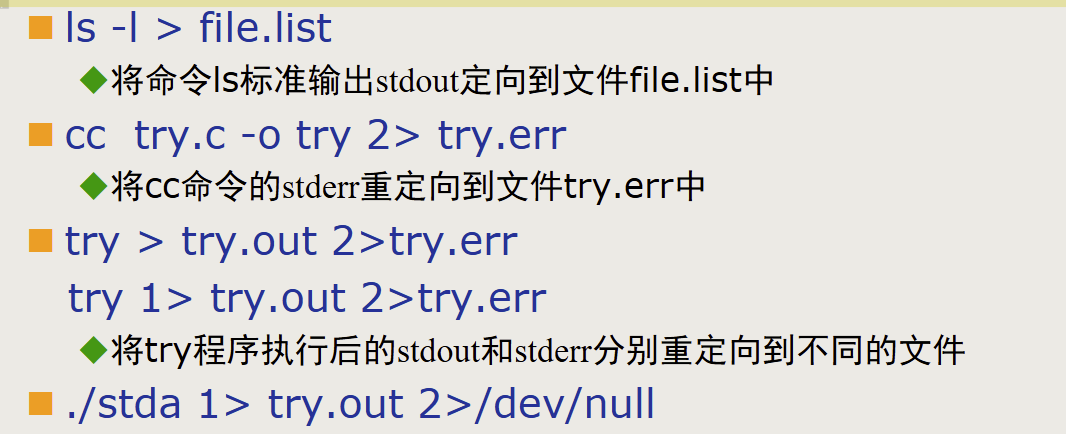 ls -l > file.list
将命令ls标准输出stdout定向到文件file.list中
cc try.c -o try 2> try.err
将cc命令的stderr重定向到文件try.err中
try > try.out 2>try.err
try 1> try.out 2>try.err
将try程序执行后的stdout和stderr分别重定向到不同的文件
./stda 1> try.out 2>/dev/null